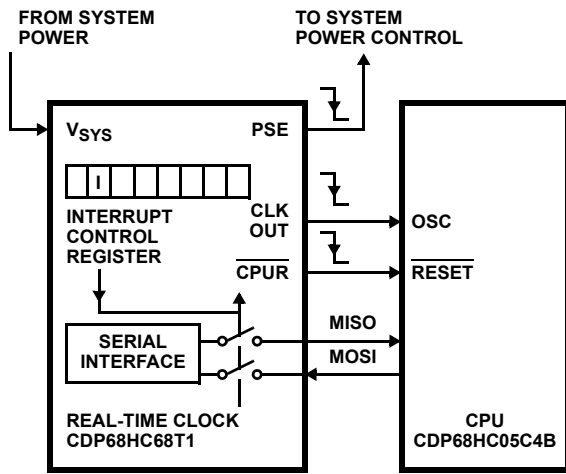 FROM SYSTEM
POWER
TO SYSTEM
POWER CONTROL
VSYS
PSE
I
INTERRUPT
CONTROL
REGISTER
CLK
OUT
CPUR
OSC
RESET
SERIAL
INTERFACE
MISO
MOSI
REAL-TIME CLOCK
CDP68HC68T1
CPU
CDP68HC05C4B